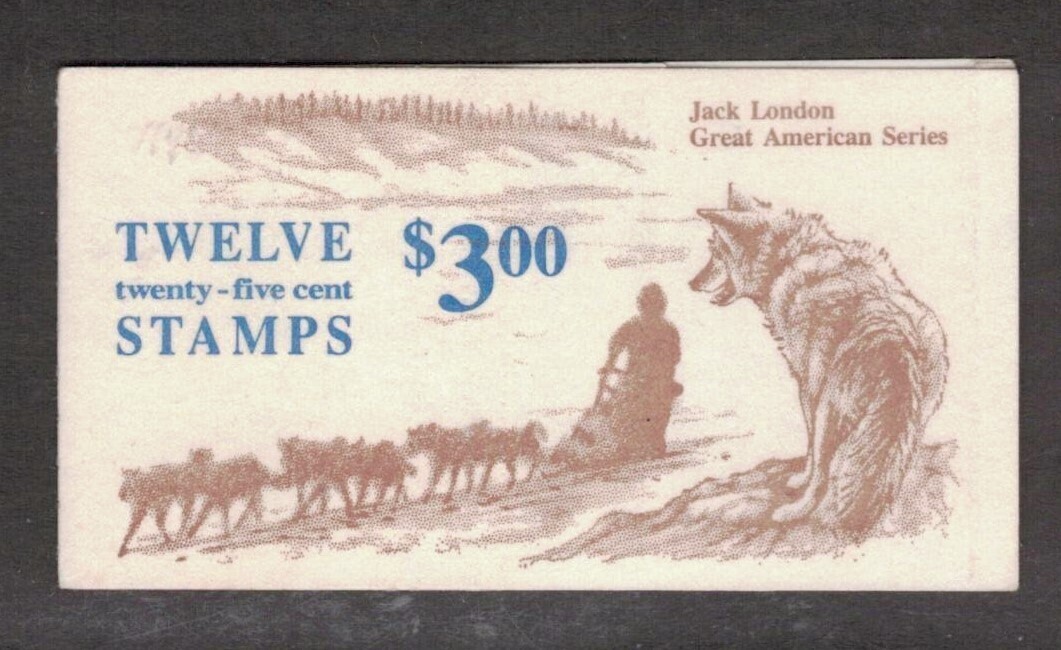 Jack London
Great American Series
TWELVE
twenty-five cent
STAMPS
$3.00